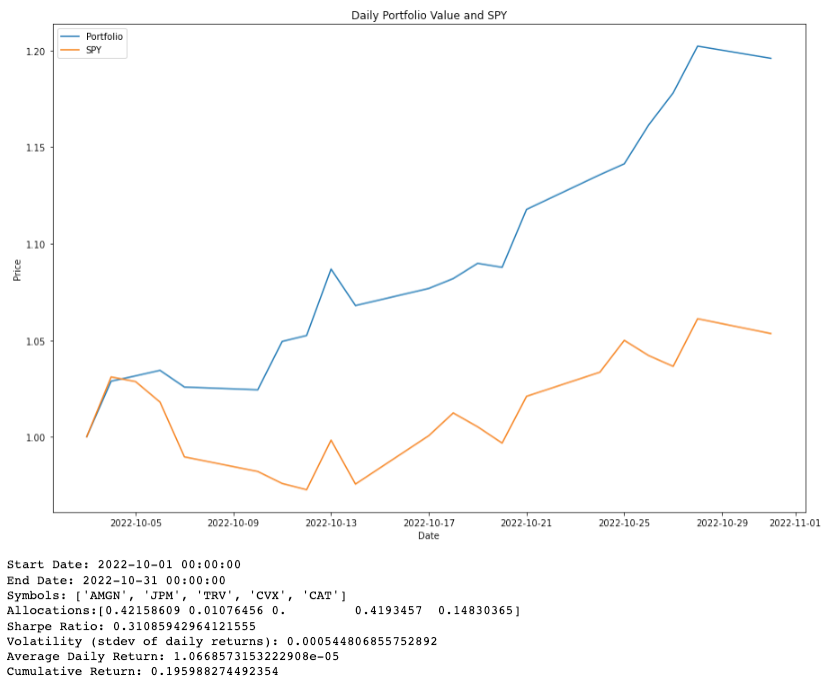 Daily Portfolio Value and SPY
Portfolio
SPY
1.20
1.15
1.10
1.05
1.00
Price
2022-10-05 2022-10-09 2022-10-13 2022-10-17 2022-10-21 2022-10-25 2022-10-29 2022-11-01
Date
Start Date: 2022-10-01 00:00:00
End Date: 2022-10-31 00:00:00
Symbols: ['AMGN', 'JPM', 'TRV', 'CVX', 'CAT']
Allocations:[0.42158609 0.01076456 0.         0.4193457  0.14830365]
Sharpe Ratio: 0.31085942964121555
Volatility (stdev of daily returns): 0.000544806855752892
Average Daily Return: 1.0668573153222908e-05
Cumulative Return: 0.195988274492354